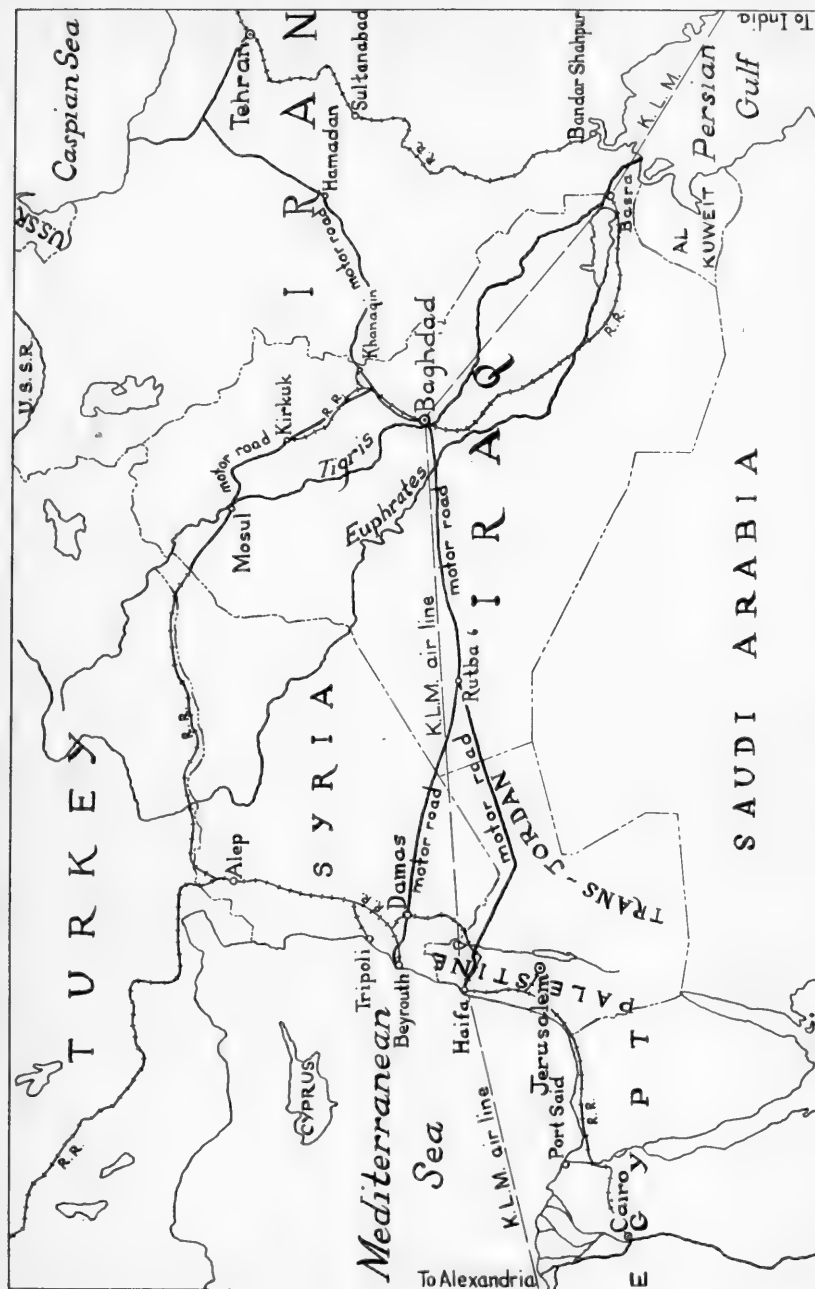 TURKEY
U.S.S.R.
USSR
Caspian Sea
R.R.
R.R.
Alep
Mosul
motor road
Kirkuk
R.R.
Tehran
IRAN
Hamadan
motor road
Sultanabad
R.R.
Khanaqin
CYPRUS
SYRIA
Tigris
Euphrates
Baghdad
Mediterranean
Sea
Tripoli
Beyrouth
R.R.
Damas
motor road
K.L.M. air line
motor road
Rutba
IRAQ
motor road
Haifa
PALESTINE
TRANS-JORDAN
Jerusalem
K.L.M. air line
To Alexandria
Port Said
R.R.
Cairo
EGYPT
SAUDI ARABIA
R.R.
Basra
Bandar Shahpur
AL
KUWEIT
K.L.M.
Persian
Gulf
To India